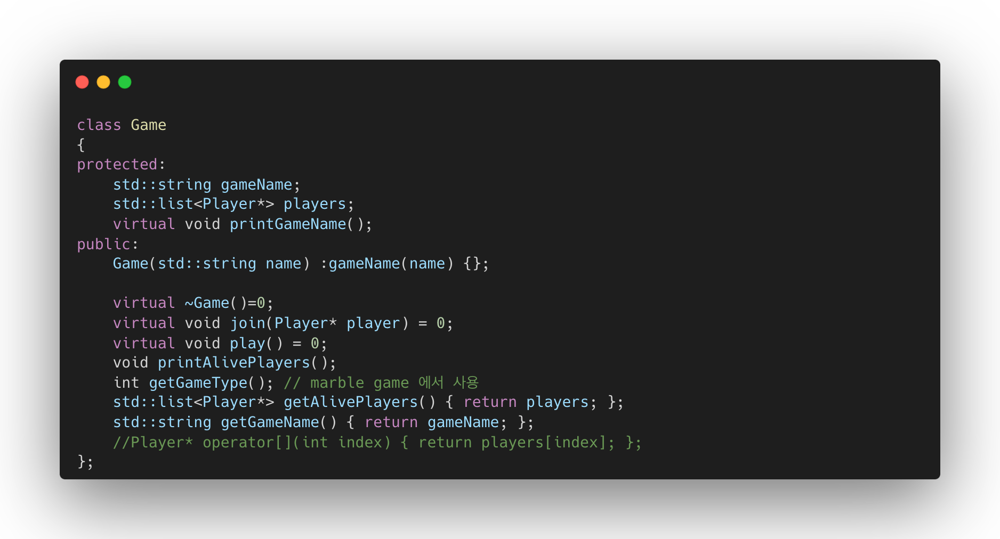 class Game
{
protected:
    std::string gameName;
    std::list<Player*> players;
    virtual void printGameName();
public:
    Game(std::string name) :gameName(name) {};

    virtual ~Game()=0;
    virtual void join(Player* player) = 0;
    virtual void play() = 0;
    void printAlivePlayers();
    int getGameType(); // marble game 에서 사용
    std::list<Player*> getAlivePlayers() { return players; };
    std::string getGameName() { return gameName; };
    //Player* operator[](int index) { return players[index]; };
};